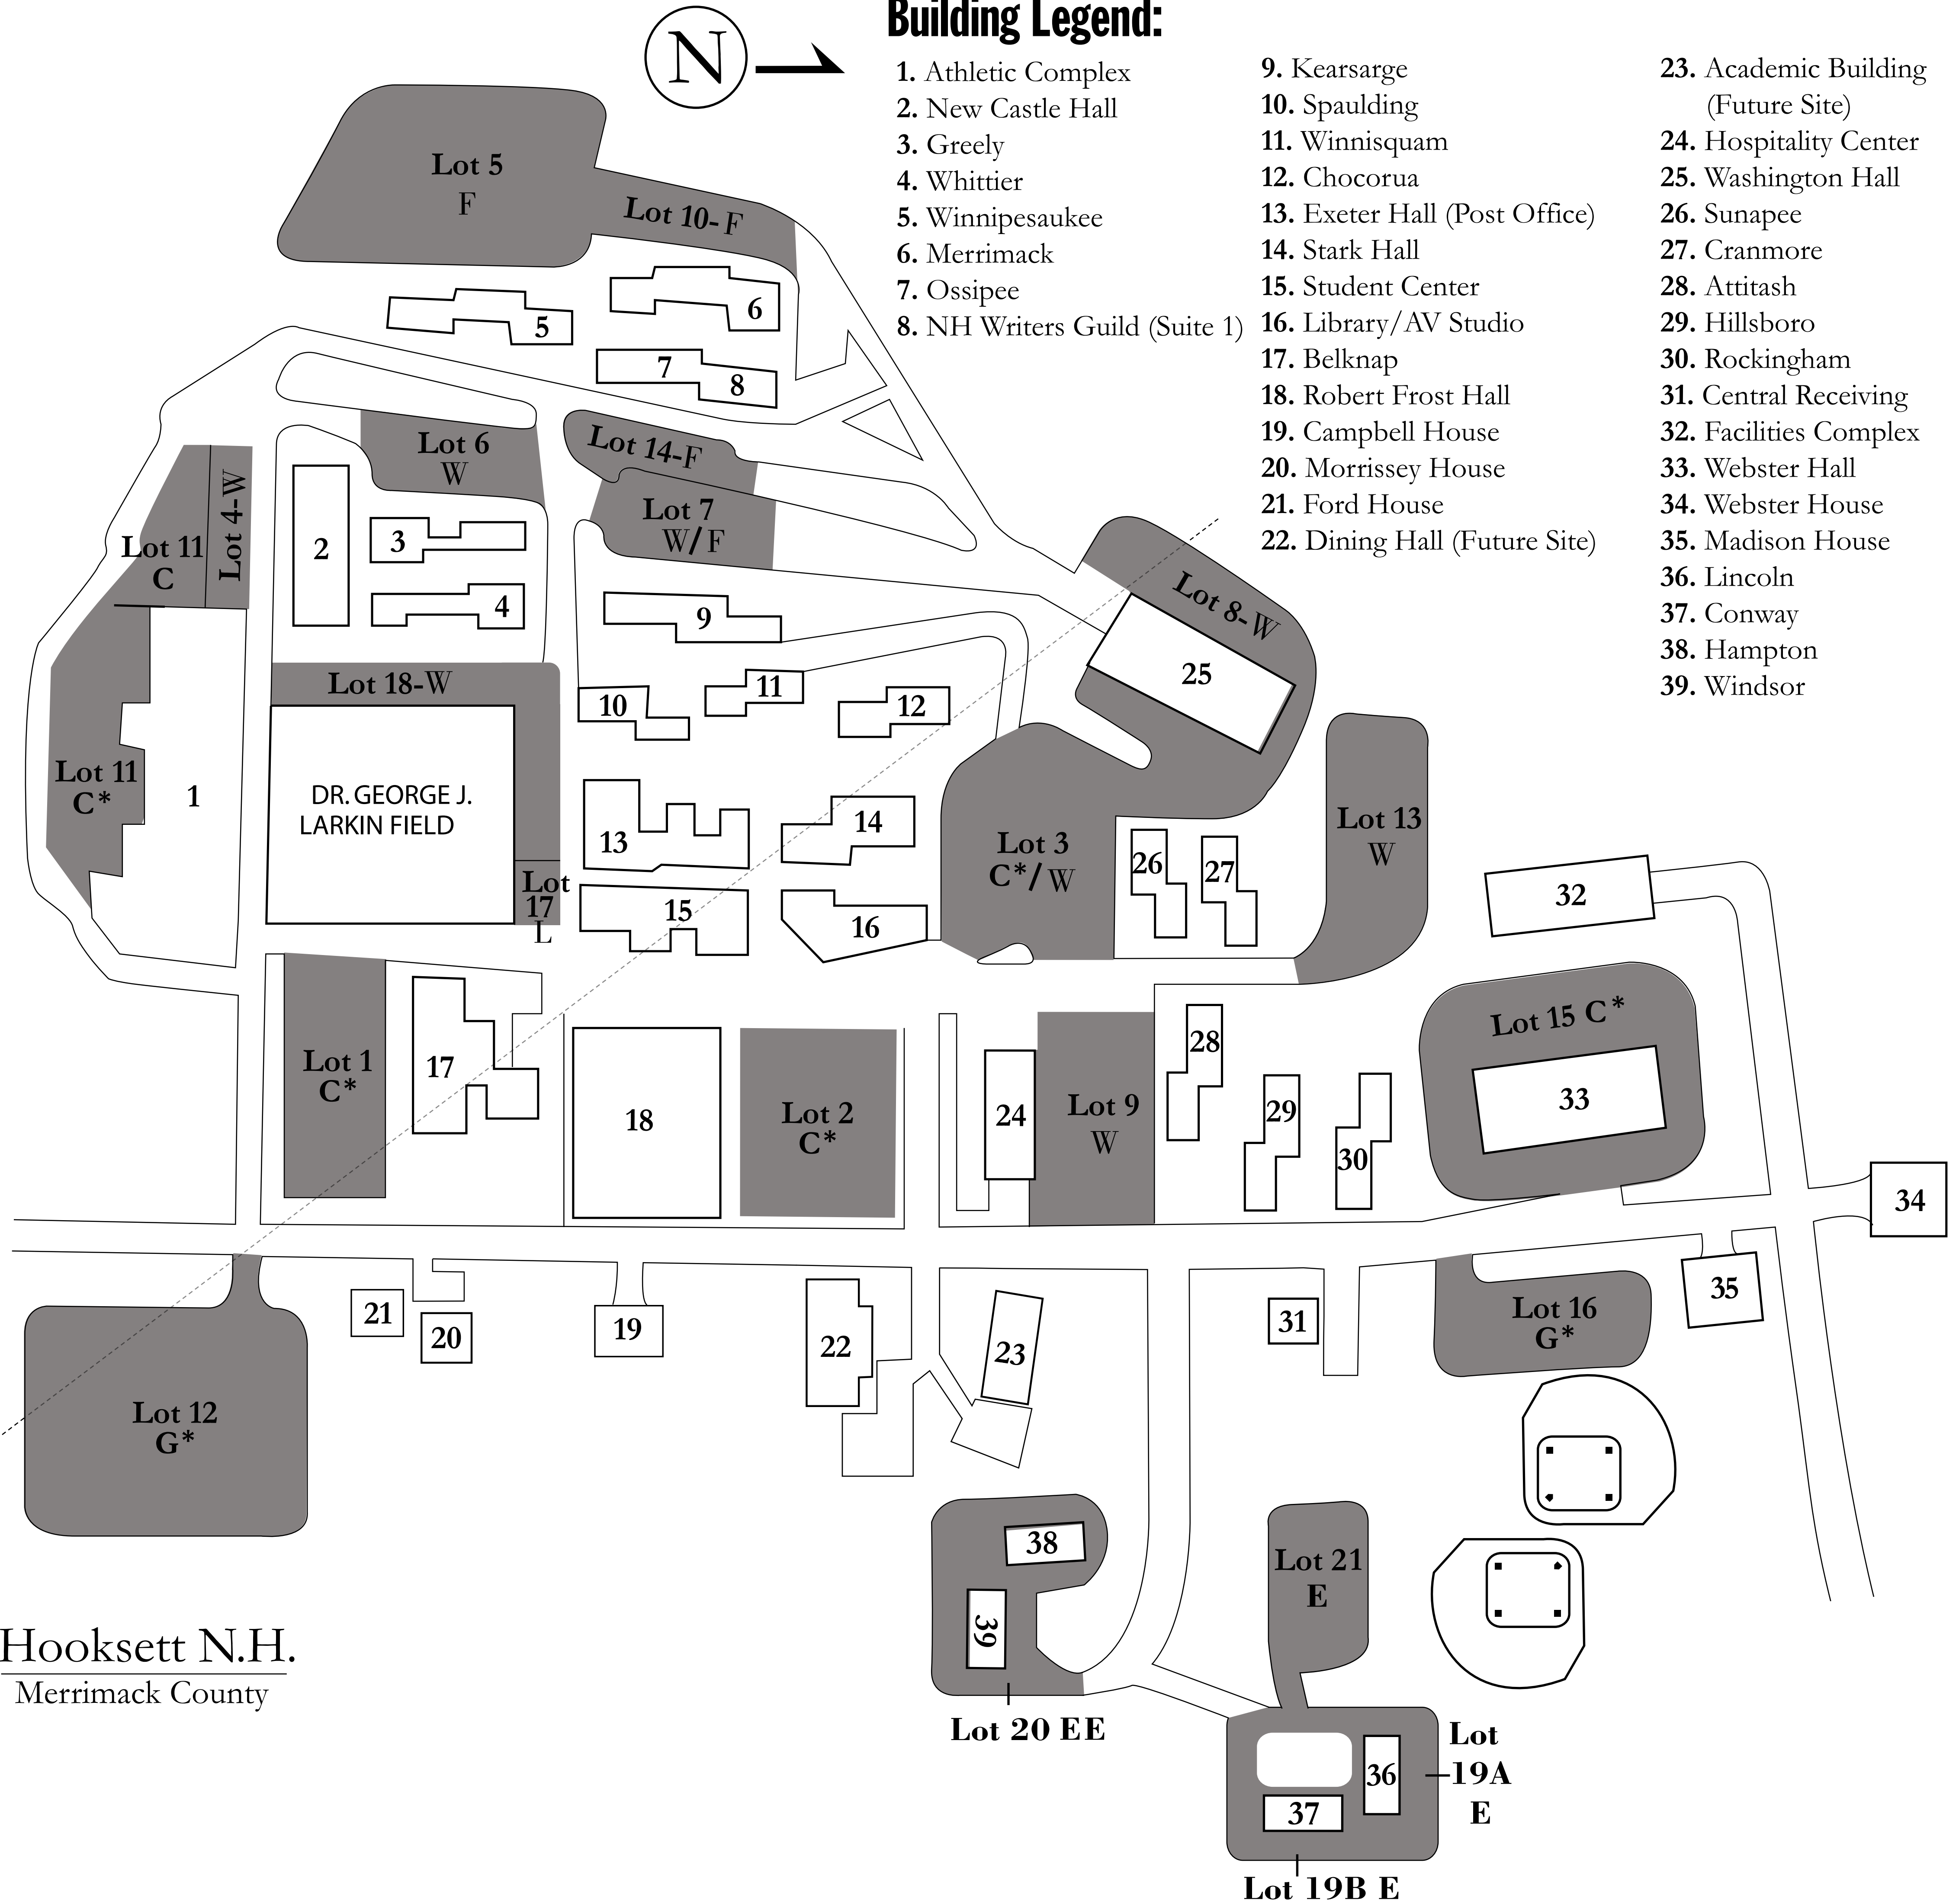 N
Building Legend:
1. Athletic Complex
2. New Castle Hall
3. Greely
4. Whittier
5. Winnipesaukee
6. Merrimack
7. Ossipee
8. NH Writers Guild (Suite 1)
9. Kearsarge
10. Spaulding
11. Winnisquam
12. Chocorua
13. Exeter Hall (Post Office)
14. Stark Hall
15. Student Center
16. Library/AV Studio
17. Belknap
18. Robert Frost Hall
19. Campbell House
20. Morrissey House
21. Ford House
22. Dining Hall (Future Site)
23. Academic Building
(Future Site)
24. Hospitality Center
25. Washington Hall
26. Sunapee
27. Cranmore
28. Attitash
29. Hillsboro
30. Rockingham
31. Central Receiving
32. Facilities Complex
33. Webster Hall
34. Webster House
35. Madison House
36. Lincoln
37. Conway
38. Hampton
39. Windsor
Lot 5
F
Lot 10- F
5
6
7
8
Lot 6
W
Lot 14-F
Lot 7
W/F
Lot 11
C
Lot 4-W
2
3
4
9
Lot 8-W
25
Lot 18-W
10
11
12
Lot 11
C*
1
DR. GEORGE J.
LARKIN FIELD
13
14
Lot 3
C*/W
26
27
Lot 13
W
Lot
17
L
15
16
32
Lot 1
C*
17
18
Lot 2
C*
24
Lot 9
W
28
29
30
Lot 15 C*
33
34
21
20
19
22
23
31
Lot 16
G*
35
Lot 12
G*
38
39
Lot 20 EE
Lot 21
E
36
37
Lot
19A
E
Lot 19B E
Hooksett N.H.
Merrimack County